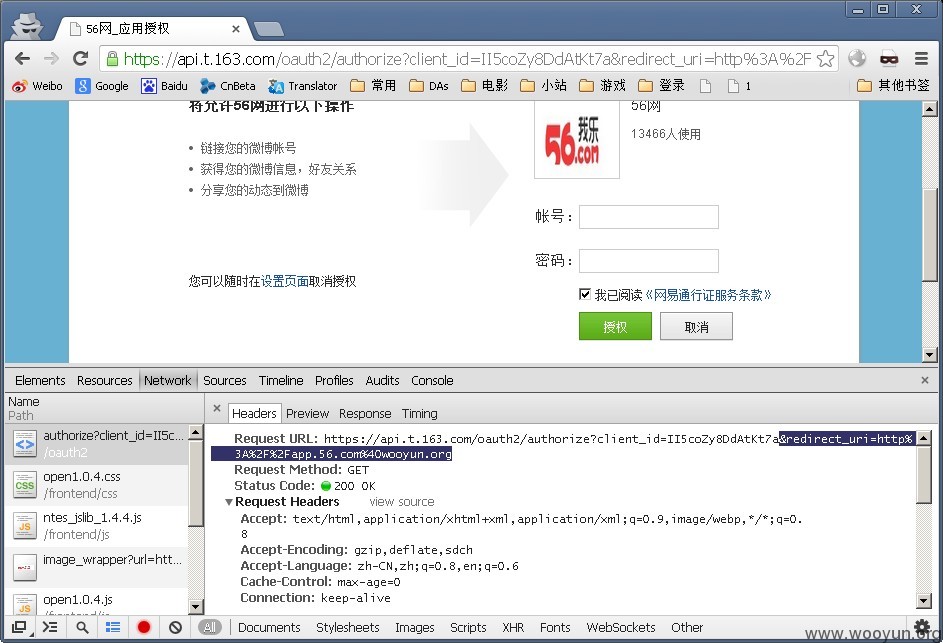 56网_应用授权
https://api.t.163.com/oauth2/authorize?client_id=II5coZy8DdAtKt7a&redirect_uri=http%3A%2F
Weibo Google Baidu CnBeta Translator 常用 DAs 电影 小站 游戏 登录 1 其他书签
将允许56网进行以下操作
• 链接您的微博帐号
• 获得您的微博信息，好友关系
• 分享您的动态到微博
您可以随时在设置页面取消授权
我乐
56.com
56网
13466人使用
帐号：
密码：
我已阅读《网易通行证服务条款》
授权 取消
Elements Resources Network Sources Timeline Profiles Audits Console ×
Name
Path
authorize?client_id=II5c...
/oauth2
open1.0.4.css
/frontend/css
ntes_jslib_1.4.4.js
/frontend/js
image_wrapper?url=htt...
open1.0.4.js
/frontend/js
× Headers Preview Response Timing
Request URL: https://api.t.163.com/oauth2/authorize?client_id=II5coZy8DdAtKt7a&redirect_uri=http%
3A%2F%2Fapp.56.com%40wooyun.org
Request Method: GET
Status Code: 200 OK
▼Request Headers view source
Accept: text/html,application/xhtml+xml,application/xml;q=0.9,image/webp,*/*;q=0.
8
Accept-Encoding: gzip,deflate,sdch
Accept-Language: zh-CN,zh;q=0.8,en;q=0.6
Cache-Control: max-age=0
Connection: keep-alive
All Documents Stylesheets Images Scripts XHR Fonts WebSockets Other
www.wooyun.org